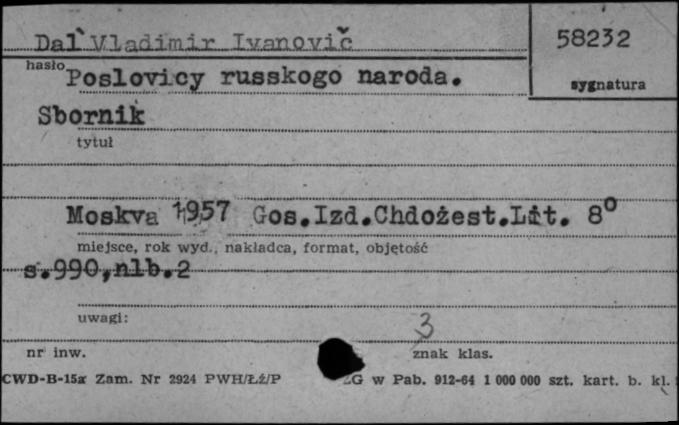 Dal` Vladimir Ivanovič
58232
hasło
Poslovicy russkogo naroda.
sygnatura
Sbornik
tytuł
Moskva 1957 Gos.Izd.Chdożest.Lit. 8°
miejsce, rok wyd., nakładca, format, objętość
s.990,nlb.2
uwagi:
3
nr inw.
znak klas.
CWD-B-15a Zam. Nr 2924 PWH/Łź/P ZG w Pab. 912-64 1 000 000 szt. kart. b. kl.